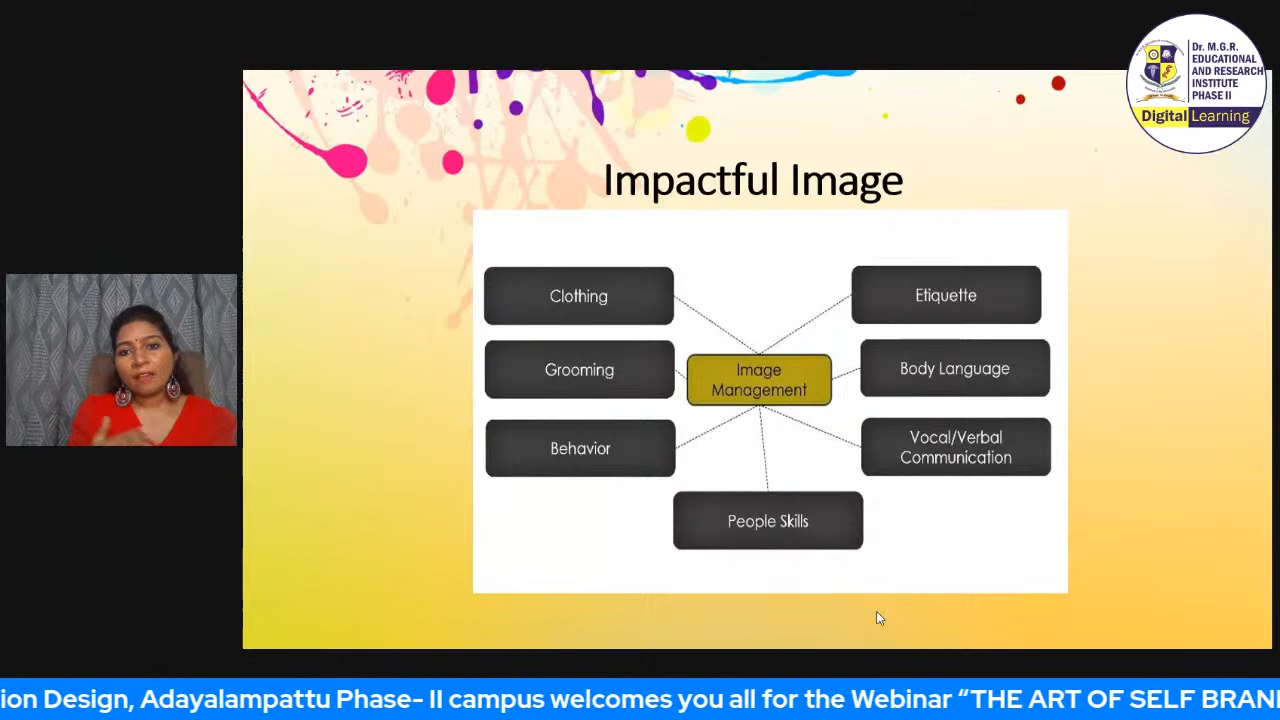 Dr. M.G.R.
EDUCATIONAL
AND RESEARCH
INSTITUTE
PHASE II
Digital Learning
Impactful Image
Clothing
Etiquette
Grooming
Image
Management
Body Language
Behavior
Vocal/Verbal
Communication
People Skills
ion Design, Adayalampattu Phase- II campus welcomes you all for the Webinar “THE ART OF SELF BRAN